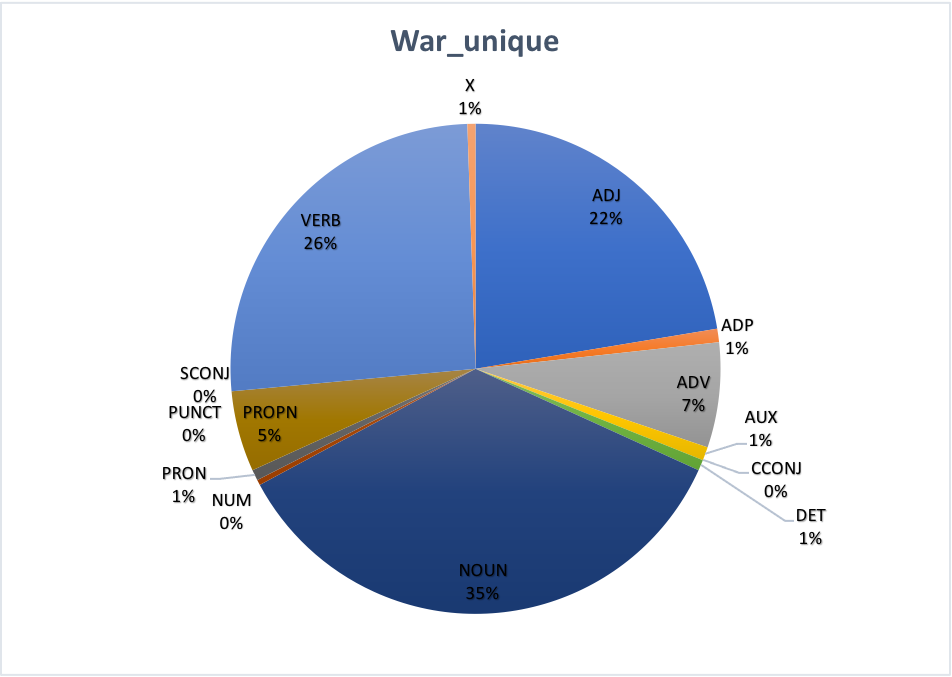 War_unique
X
1%
ADJ
22%
ADP
1%
ADV
7%
AUX
1%
CCONJ
0%
DET
1%
NOUN
35%
NUM
0%
PRON
1%
PROPN
5%
PUNCT
0%
SCONJ
0%
VERB
26%